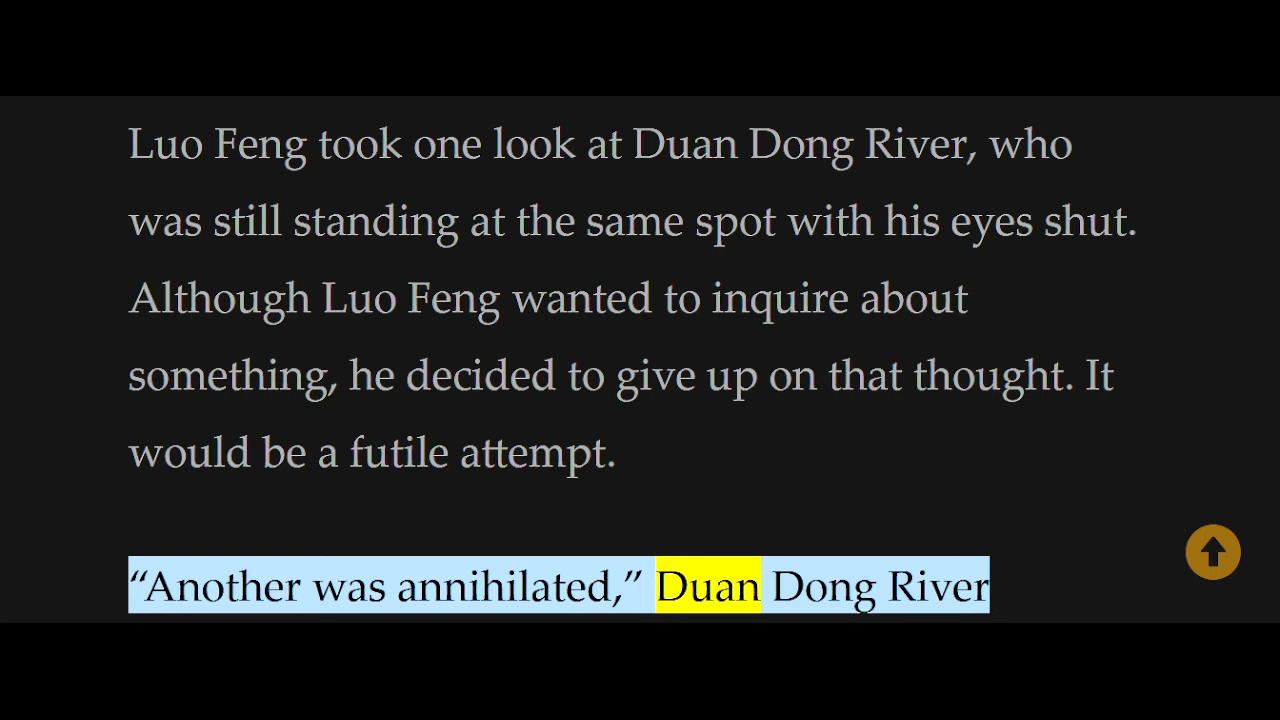 Luo Feng took one look at Duan Dong River, who
was still standing at the same spot with his eyes shut.
Although Luo Feng wanted to inquire about
something, he decided to give up on that thought. It
would be a futile attempt.
“Another was annihilated,” Duan Dong River